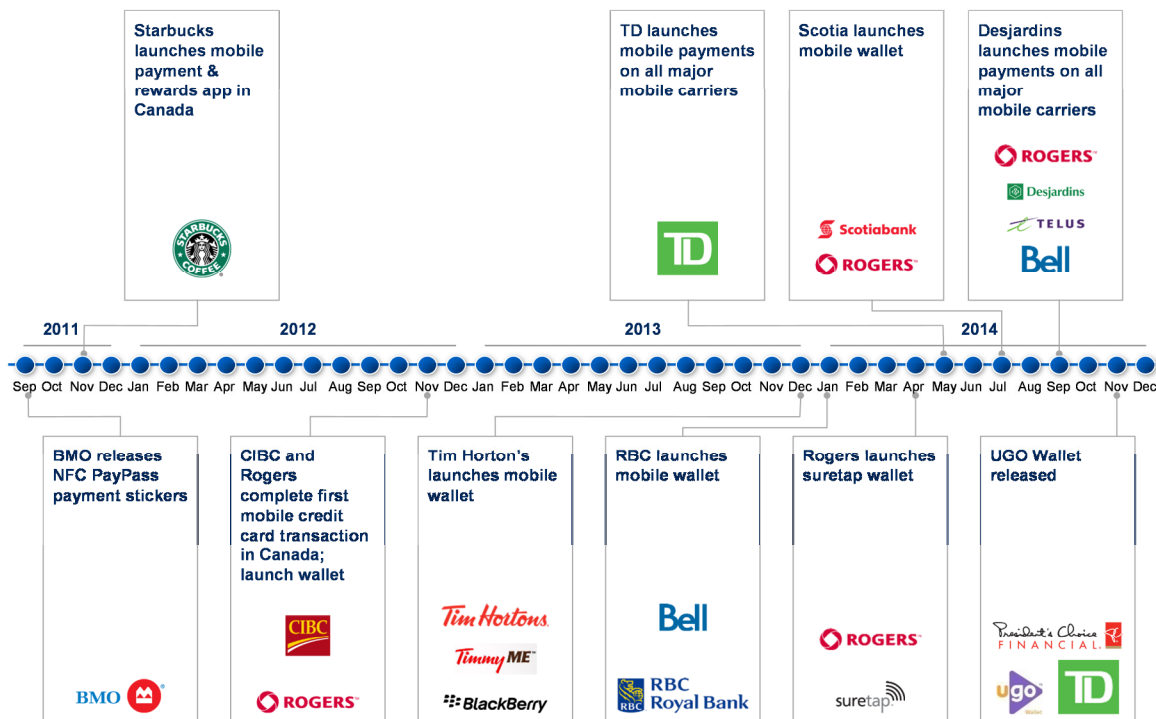 Starbucks
launches mobile
payment &
rewards app in
Canada
STARBUCKS
COFFEE
TD launches
mobile payments
on all major
mobile carriers
TD
Scotia launches
mobile wallet
Scotiabank
ROGERS™
Desjardins
launches mobile
payments on all
major
mobile carriers
ROGERS™
Desjardins
TELUS
Bell
2011 2012 2013 2014
Sep Oct Nov Dec Jan Feb Mar Apr May Jun Jul Aug Sep Oct Nov Dec Jan Feb Mar Apr May Jun Jul Aug Sep Oct Nov Dec Jan Feb Mar Apr May Jun Jul Aug Sep Oct Nov Dec
BMO releases
NFC PayPass
payment stickers
BMO
CIBC and
Rogers
complete first
mobile credit
card transaction
in Canada;
launch wallet
CIBC
ROGERS™
Tim Horton's
launches mobile
wallet
Tim Hortons.
Timmy ME™
BlackBerry
RBC launches
mobile wallet
Bell
RBC
RBC
Royal Bank
Rogers launches
suretap wallet
ROGERS™
suretap
UGO Wallet
released
President's Choice
FINANCIAL
ugo
Wallet
TD